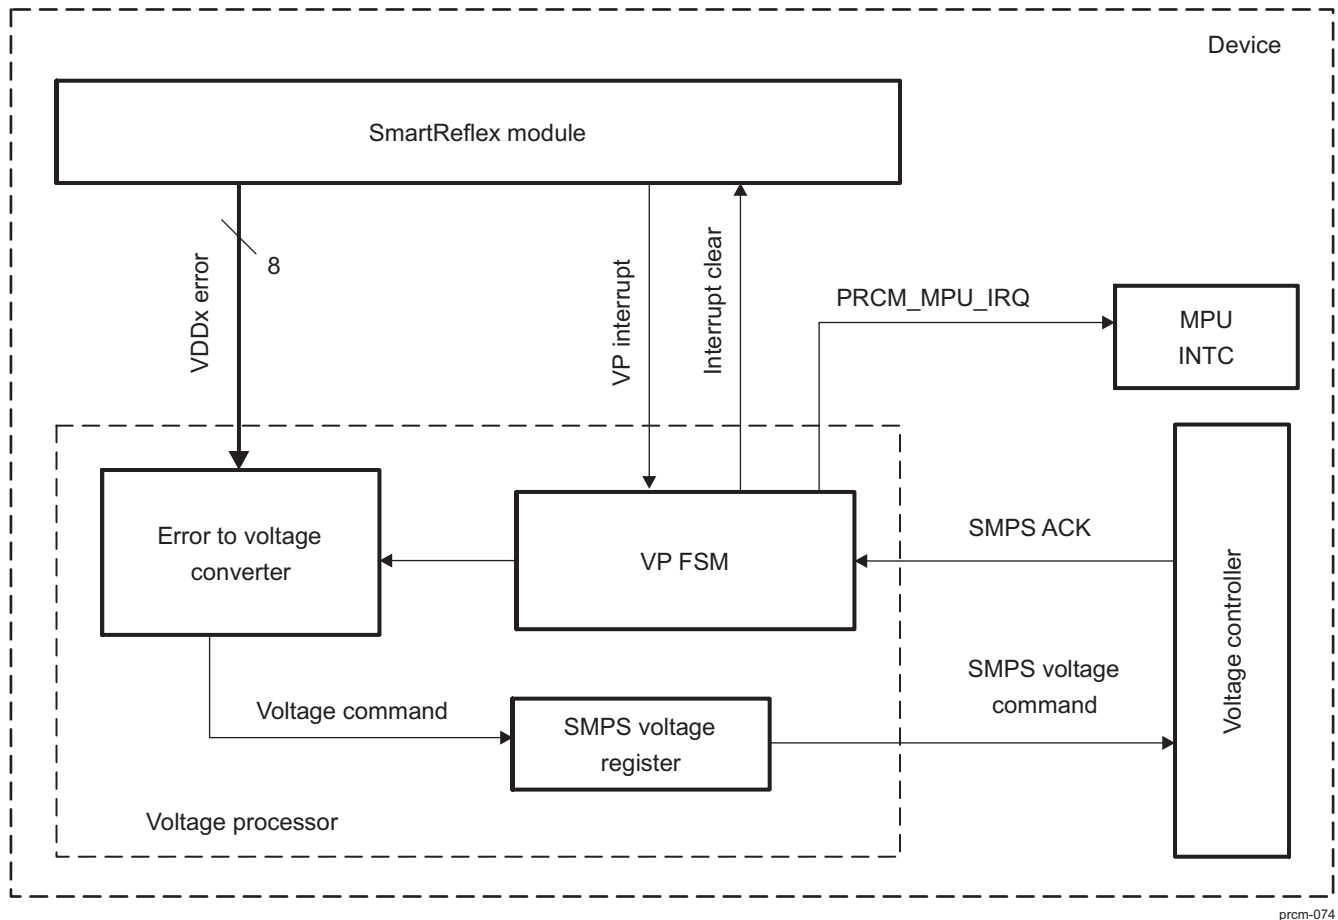 Device
SmartReflex module
8
VDDx error
VP interrupt
Interrupt clear
PRCM_MPU_IRQ
MPU
INTC
Error to voltage
converter
VP FSM
SMPS ACK
Voltage controller
SMPS voltage
command
Voltage command
SMPS voltage
register
Voltage processor
prcm-074